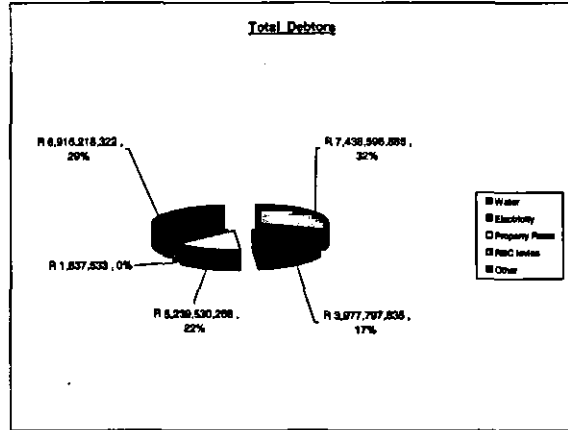 Total Debtors
R 6,916,218,322 ,
29%
R 7,438,596,885 ,
32%
R 1,637,533 , 0%
R 5,239,530,268 ,
22%
R 3,977,797,835 ,
17%
Water
Electricity
Property Rates
RSC levies
Other